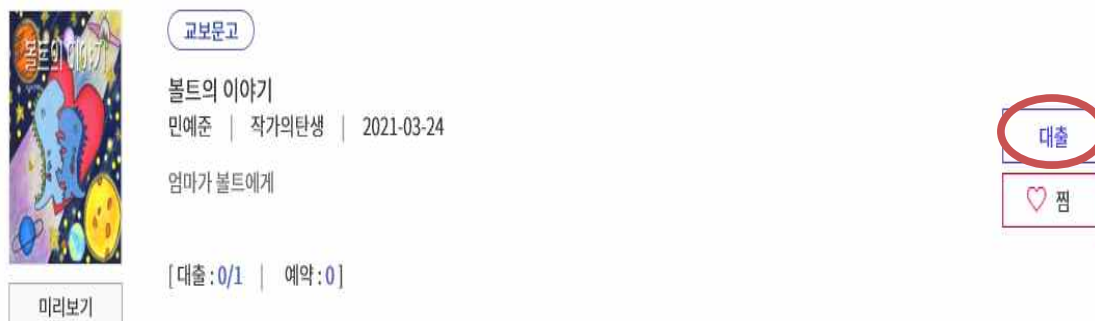 볼트의 이야기
교보문고
볼트의 이야기
민예준 | 작가의탄생 | 2021-03-24
엄마가 볼트에게
[ 대출 : 0/1 | 예약 : 0 ]
미리보기
대출
♡ 찜